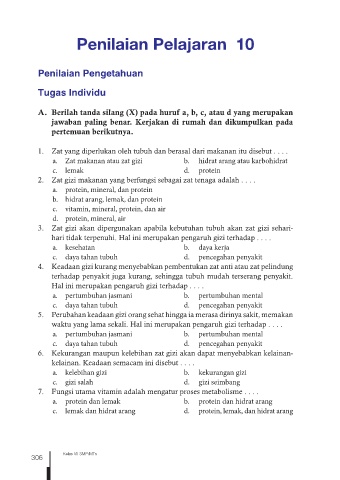 Penilaian Pelajaran 10
Penilaian Pengetahuan
Tugas Individu
A. Berilah tanda silang (X) pada huruf a, b, c, atau d yang merupakan
jawaban paling benar. Kerjakan di rumah dan dikumpulkan pada
pertemuan berikutnya.
1. Zat yang diperlukan oleh tubuh dan berasal dari makanan itu disebut . . . .
a. Zat makanan atau zat gizi b. hidrat arang atau karbohidrat
c. lemak d. protein
2. Zat gizi makanan yang berfungsi sebagai zat tenaga adalah . . . .
a. protein, mineral, dan protein
b. hidrat arang, lemak, dan protein
c. vitamin, mineral, protein, dan air
d. protein, mineral, air
3. Zat gizi akan dipergunakan apabila kebutuhan tubuh akan zat gizi sehari-
hari tidak terpenuhi. Hal ini merupakan pengaruh gizi terhadap . . . .
a. kesehatan b. daya kerja
c. daya tahan tubuh d. pencegahan penyakit
4. Keadaan gizi kurang menyebabkan pembentukan zat anti atau zat pelindung
terhadap penyakit juga kurang, sehingga tubuh mudah terserang penyakit.
Hal ini merupakan pengaruh gizi terhadap . . . .
a. pertumbuhan jasmani b. pertumbuhan mental
c. daya tahan tubuh d. pencegahan penyakit
5. Perubahan keadaan gizi orang sehat hingga ia merasa dirinya sakit, memakan
waktu yang lama sekali. Hal ini merupakan pengaruh gizi terhadap . . . .
a. pertumbuhan jasmani b. pertumbuhan mental
c. daya tahan tubuh d. pencegahan penyakit
6. Kekurangan maupun kelebihan zat gizi akan dapat menyebabkan kelainan-
kelainan. Keadaan semacam ini disebut . . . .
a. kelebihan gizi b. kekurangan gizi
c. gizi salah d. gizi seimbang
7. Fungsi utama vitamin adalah mengatur proses metabolisme . . . .
a. protein dan lemak b. protein dan hidrat arang
c. lemak dan hidrat arang d. protein, lemak, dan hidrat arang
306 Kelas VII SMP/MTs